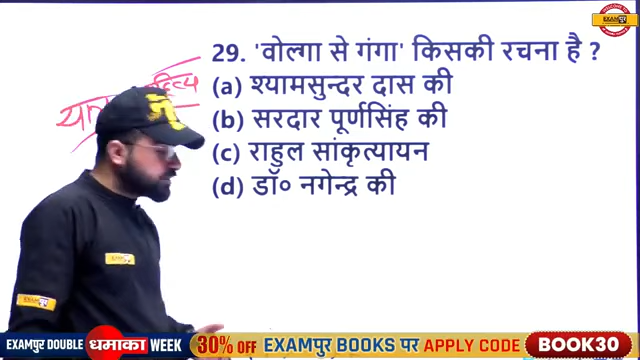 29. 'वोल्गा से गंगा' किसकी रचना है ?
(a) श्यामसुन्दर दास की
(b) सरदार पूर्णसिंह की
(c) राहुल सांकृत्यायन
(d) डॉ० नगेन्द्र की
EXAMपुर DOUBLE धमाका WEEK 30% OFF EXAMपुर BOOKS पर APPLY CODE BOOK30